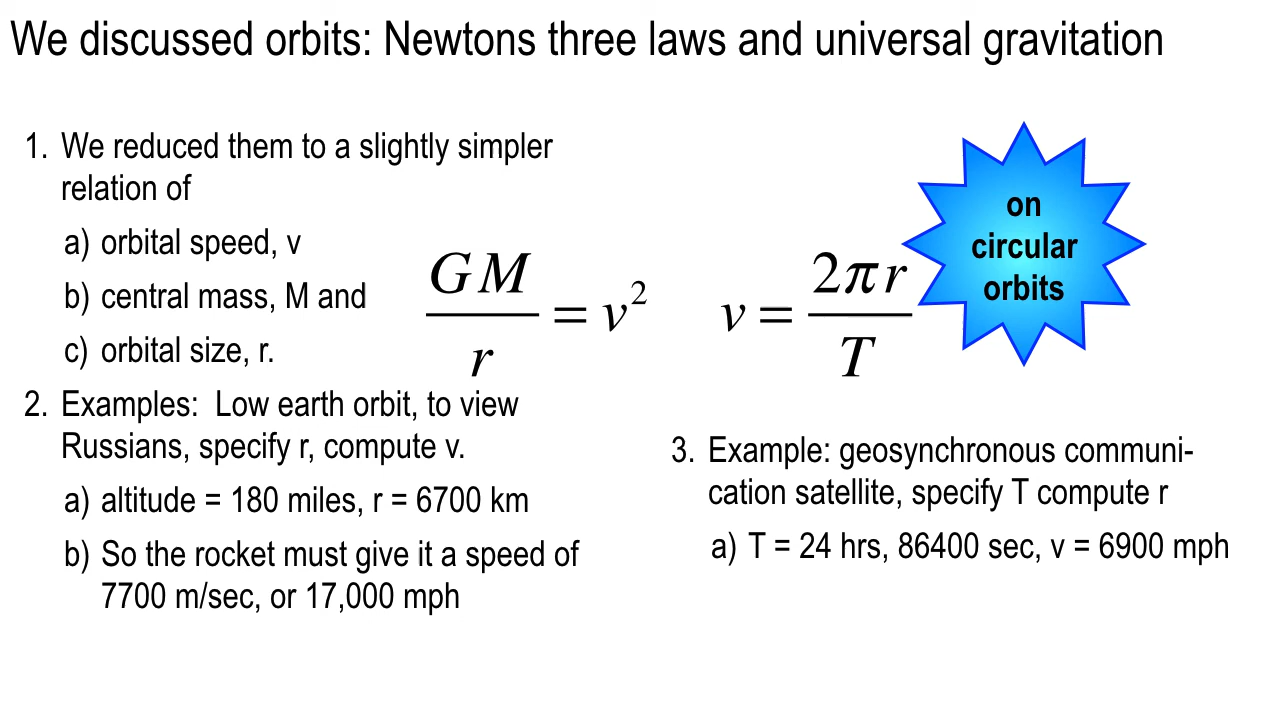 We discussed orbits: Newtons three laws and universal gravitation
1. We reduced them to a slightly simpler
relation of
a) orbital speed, v
b) central mass, M and
c) orbital size, r.
GM/r = v²
v = 2πr/T
on
circular
orbits
2. Examples:  Low earth orbit, to view
Russians, specify r, compute v.
a) altitude = 180 miles, r = 6700 km
b) So the rocket must give it a speed of
7700 m/sec, or 17,000 mph
3. Example: geosynchronous communi-
cation satellite, specify T compute r
a) T = 24 hrs, 86400 sec, v = 6900 mph